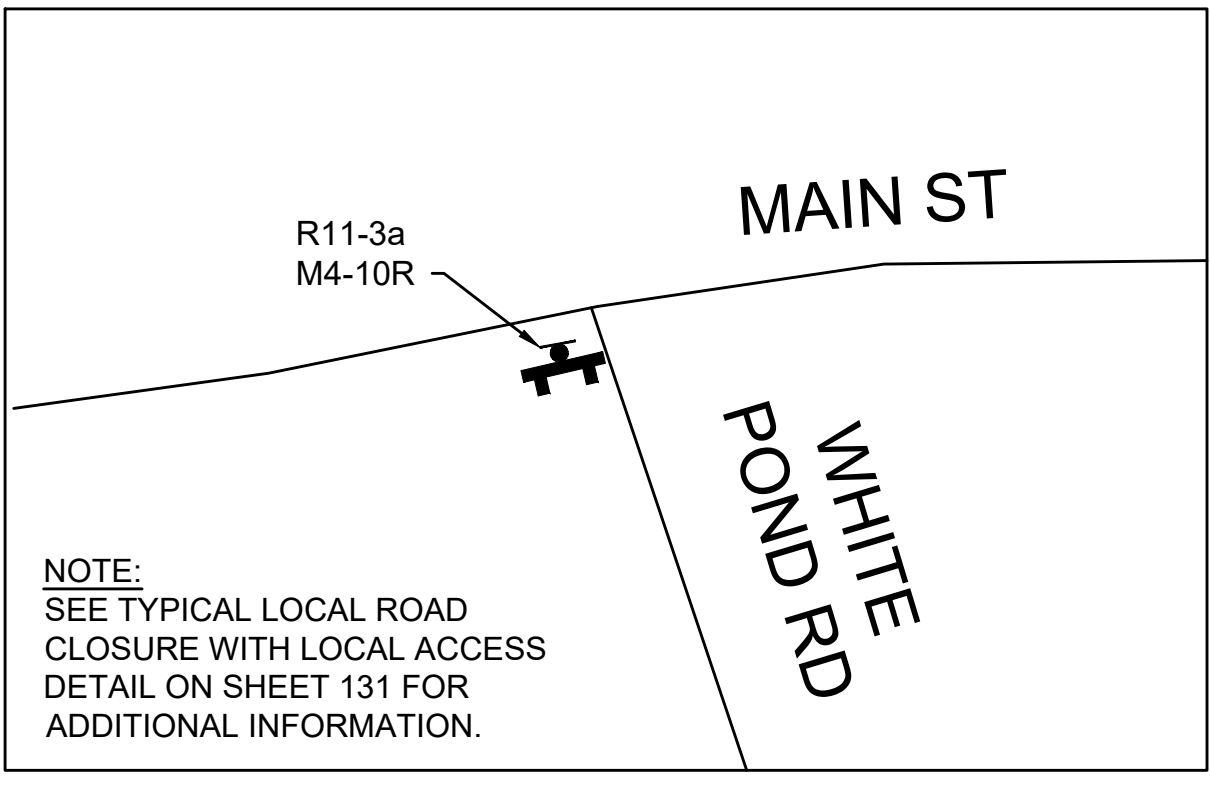 MAIN ST
R11-3a
M4-10R
WHITE
POND RD
NOTE:
SEE TYPICAL LOCAL ROAD
CLOSURE WITH LOCAL ACCESS
DETAIL ON SHEET 131 FOR
ADDITIONAL INFORMATION.